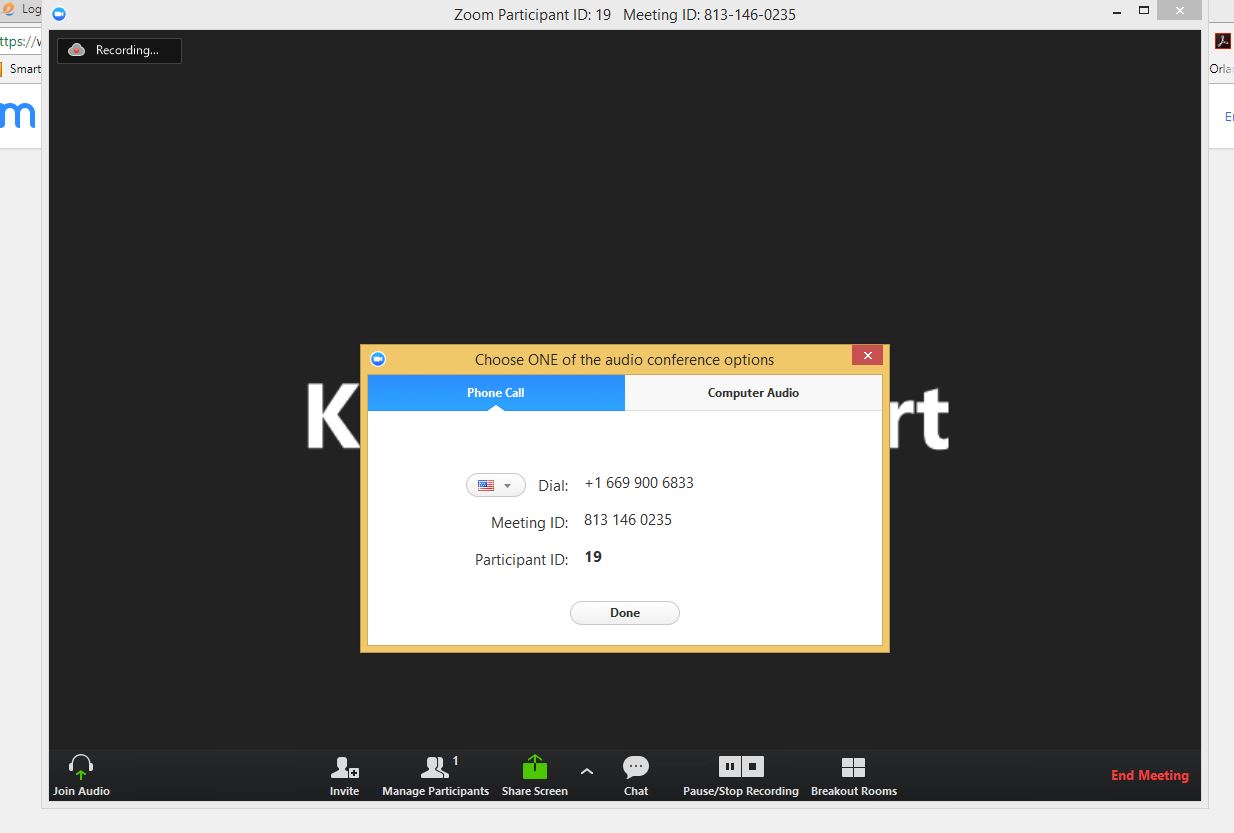 Log
Zoom Participant ID: 19 Meeting ID: 813-146-0235
ttps://w
Recording...
Smart
Orla
m
Choose ONE of the audio conference options
Phone Call
Computer Audio
K
rt
Dial: +1 669 900 6833
Meeting ID: 813 146 0235
Participant ID: 19
Done
1
Join Audio
Invite
Manage Participants
Share Screen
Chat
Pause/Stop Recording
Breakout Rooms
End Meeting